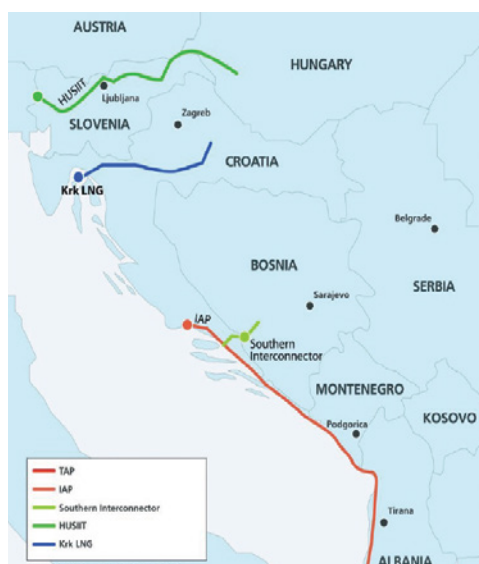 AUSTRIA
HUNGARY
HUSIIT
Ljubljana
SLOVENIA
Zagreb
CROATIA
Krk LNG
Belgrade
BOSNIA
SERBIA
Sarajevo
IAP
Southern
Interconnector
MONTENEGRO
KOSOVO
Podgorica
Tirana
ALBANIA
TAP
IAP
Southern Interconnector
HUSIIT
Krk LNG